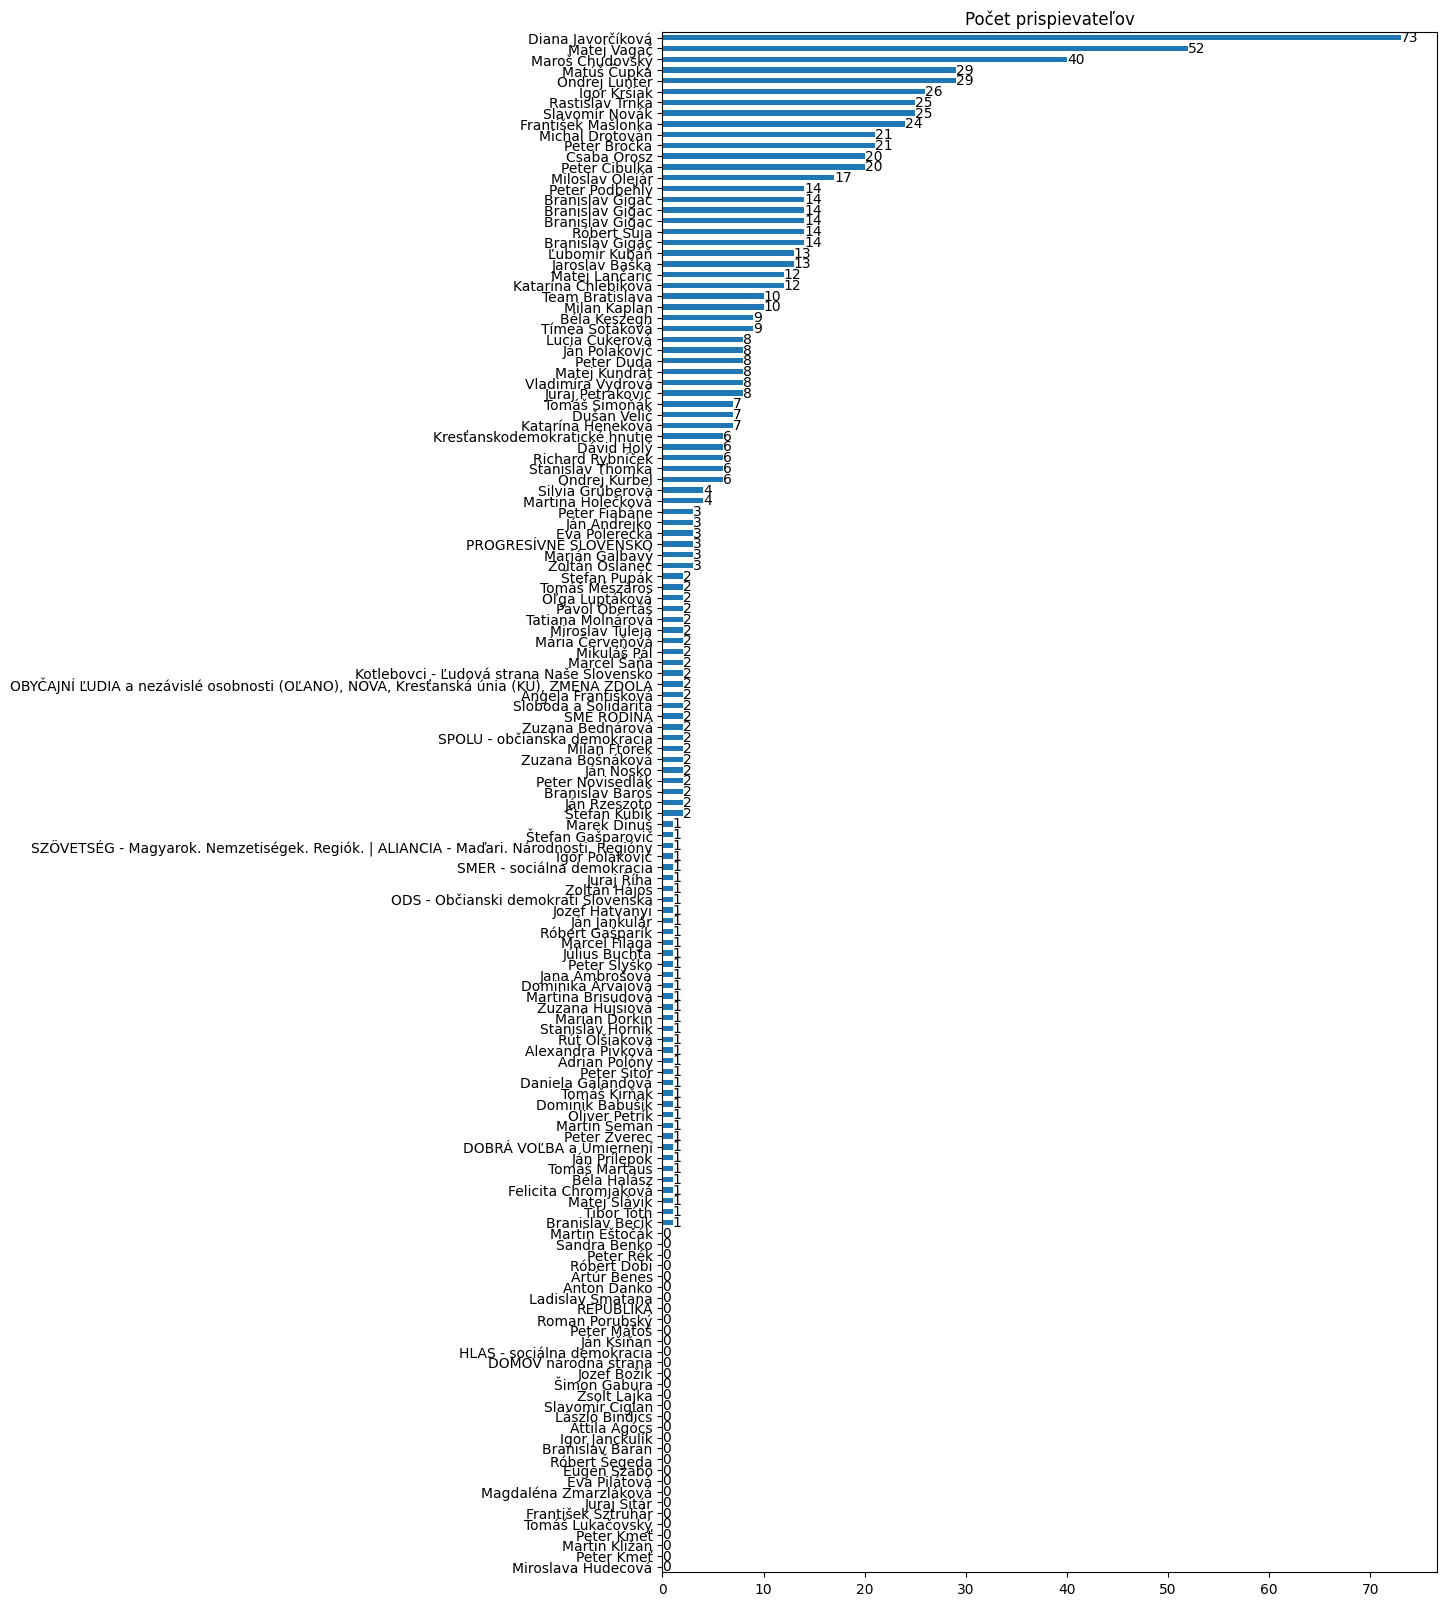 Počet prispievateľov
Diana Javorčíková 73
Matej Vagač 52
Maroš Chudovský 40
Matúš Čupka 29
Ondrej Lunter 29
Igor Kršiak 26
Rastislav Trnka 25
Slavomír Novák 25
František Mašlonka 24
Michal Drotován 21
Peter Bročka 21
Csaba Orosz 20
Peter Cibulka 20
Miloslav Olejár 17
Peter Podbehlý 14
Branislav Gigac 14
Branislav Gigac 14
Branislav Gigac 14
Róbert Suja 14
Branislav Gigac 14
Ľubomír Kubáň 13
Jaroslav Baška 13
Matej Lančarič 12
Katarína Chlebíková 12
Team Bratislava 10
Milan Kaplan 10
Béla Keszegh 9
Tímea Soťáková 9
Lucia Cukerová 8
Ján Polakovič 8
Peter Duda 8
Matej Kundrát 8
Vladimíra Vydrová 8
Juraj Petrakovič 8
Tomáš Šimoňák 7
Dušan Velič 7
Katarína Heneková 7
Kresťanskodemokratické hnutie 6
Dávid Holý 6
Richard Rybníček 6
Stanislav Thomka 6
Ondrej Kurbel 6
Silvia Grúberová 4
Martina Holečková 4
Peter Fiabáne 3
Ján Andrejko 3
Eva Polerecká 3
PROGRESÍVNE SLOVENSKO 3
Marián Galbavý 3
Zoltán Oslanec 3
Štefan Pupák 2
Tomáš Mészáros 2
Oľga Luptáková 2
Pavol Obertáš 2
Tatiana Molnárová 2
Miroslav Tuleja 2
Mária Červeňová 2
Mikuláš Pál 2
Marcel Šaňa 2
Kotlebovci - Ľudová strana Naše Slovensko 2
OBYČAJNÍ ĽUDIA a nezávislé osobnosti (OĽANO), NOVA, Kresťanská únia (KÚ), ZMENA ZDOLA 2
Angela Františková 2
Sloboda a Solidarita 2
SME RODINA 2
Zuzana Bednárová 2
SPOLU - občianska demokracia 2
Milan Ftorek 2
Zuzana Bošnáková 2
Ján Nosko 2
Peter Novisedlák 2
Branislav Baroš 2
Ján Rzeszoto 2
Štefan Kubík 2
Marek Dinuš 1
Štefan Gašparovič 1
SZÖVETSÉG - Magyarok. Nemzetiségek. Regiók. | ALIANCIA - Maďari. Národnosti. Regióny 1
Igor Polakovič 1
SMER - sociálna demokracia 1
Juraj Ríha 1
Zoltán Hájos 1
ODS - Občianski demokrati Slovenska 1
Jozef Hatvanyi 1
Ján Jankulár 1
Róbert Gašparik 1
Marcel Filaga 1
Július Buchta 1
Peter Slyško 1
Jana Ambrošová 1
Dominika Arvajová 1
Martina Brisudová 1
Zuzana Hujsiová 1
Marian Dorkin 1
Stanislav Horník 1
Rút Olšiaková 1
Alexandra Pivková 1
Adrian Polóny 1
Peter Šitor 1
Daniela Galandová 1
Tomáš Kirňak 1
Dominik Babušik 1
Oliver Petrík 1
Martin Seman 1
Peter Zverec 1
DOBRÁ VOĽBA a Umiernení 1
Ján Prílepok 1
Tomáš Martaus 1
Béla Halász 1
Felicita Chromjaková 1
Matej Slávik 1
Tibor Tóth 1
Branislav Becík 1
Martin Eštočák 0
Sandra Benko 0
Peter Rék 0
Róbert Dobi 0
Artúr Benes 0
Anton Danko 0
Ladislav Smatana 0
REPUBLIKA 0
Roman Porubský 0
Peter Matoš 0
Ján Kšiňan 0
HLAS - sociálna demokracia 0
DOMOV národná strana 0
Jozef Božik 0
Šimon Gabura 0
Zsolt Lajka 0
Slavomír Ciglan 0
László Bindics 0
Attila Agócs 0
Igor Janckulík 0
Branislav Baran 0
Róbert Šegeda 0
Eugen Szabó 0
Eva Pilátová 0
Magdaléna Zmarzláková 0
Juraj Šitár 0
František Sztruhár 0
Tomáš Lukačovský 0
Peter Kmeť 0
Martin Kližan 0
Peter Kmeť 0
Miroslava Hudecová 0
0 10 20 30 40 50 60 70